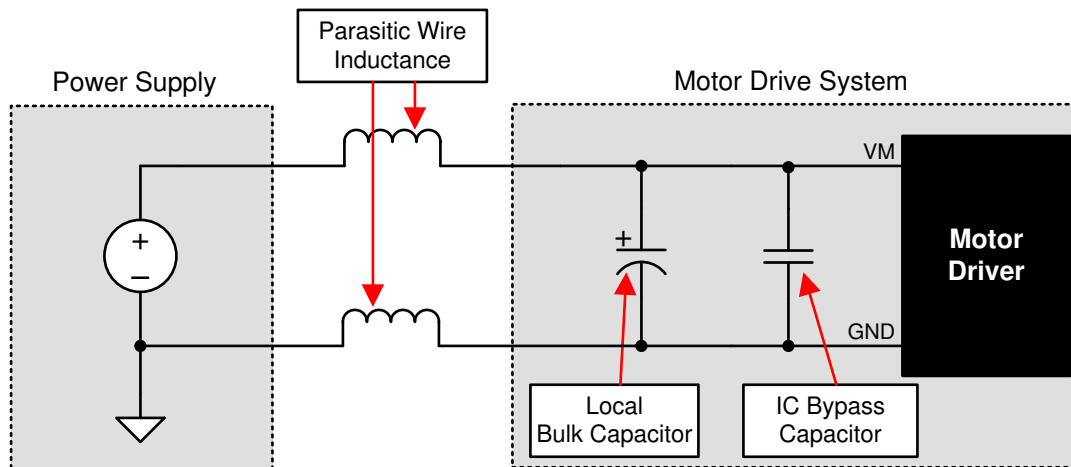 Parasitic Wire
Inductance
Power Supply
Motor Drive System
VM
+
–
+
Motor
Driver
GND
Local
Bulk Capacitor
IC Bypass
Capacitor